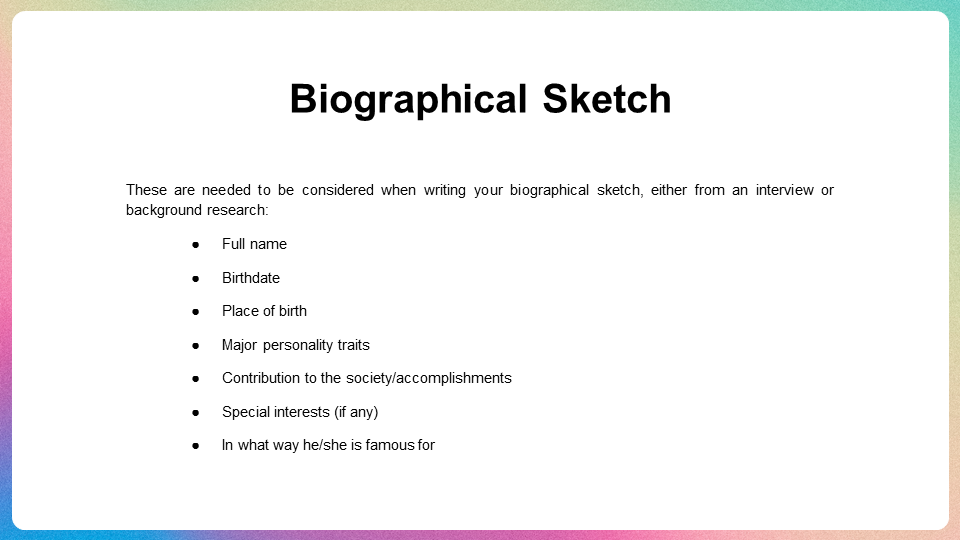 Biographical Sketch
These are needed to be considered when writing your biographical sketch, either from an interview or
background research:
● Full name
● Birthdate
● Place of birth
● Major personality traits
● Contribution to the society/accomplishments
● Special interests (if any)
● In what way he/she is famous for